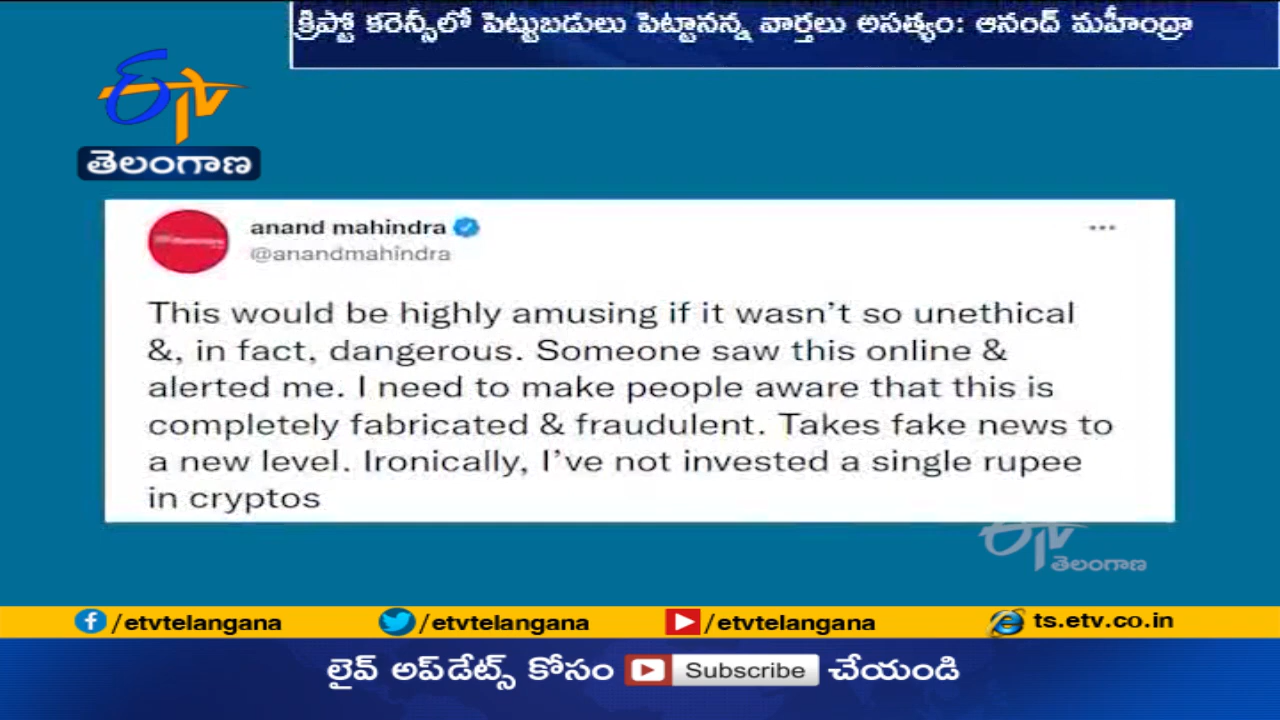 క్రిప్టో కరెన్సీలో పెట్టుబడులు పెట్టానన్న వార్తలు అసత్యం: ఆనంద్ మహీంద్రా
ETV
తెలంగాణ
anand mahindra
@anandmahindra
This would be highly amusing if it wasn't so unethical
&, in fact, dangerous. Someone saw this online &
alerted me. I need to make people aware that this is
completely fabricated & fraudulent. Takes fake news to
a new level. Ironically, I've not invested a single rupee
in cryptos
ETV
తెలంగాణ
/etvtelangana /etvtelangana /etvtelangana ts.etv.co.in
లైవ్ అప్‌డేట్స్ కోసం Subscribe చేయండి